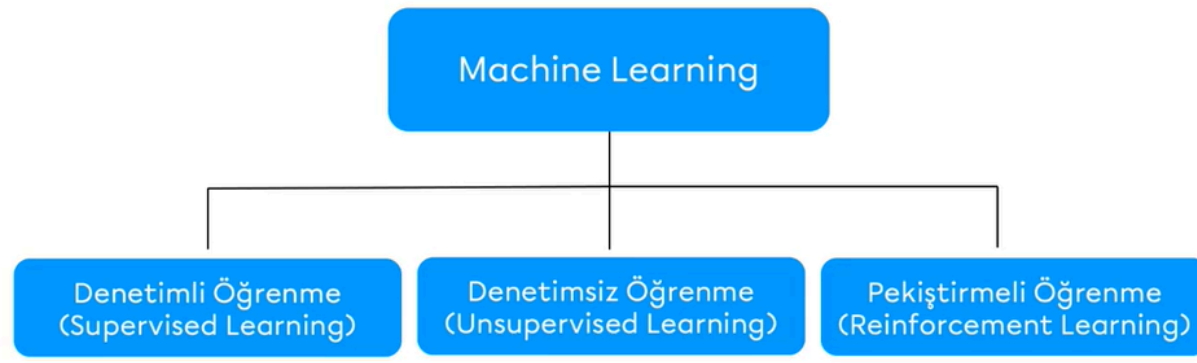 Machine Learning
Denetimli Öğrenme
(Supervised Learning)
Denetimsiz Öğrenme
(Unsupervised Learning)
Pekiştirmeli Öğrenme
(Reinforcement Learning)